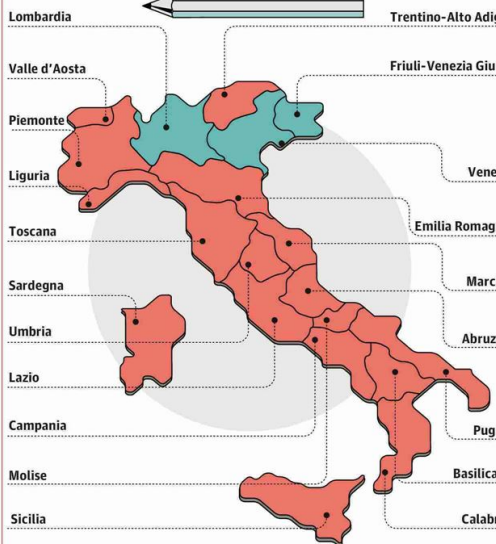 Lombardia
Trentino-Alto Adig
Valle d'Aosta
Friuli-Venezia Giu
Piemonte
Liguria
Vene
Emilia Romag
Toscana
Marc
Sardegna
Umbria
Abruz
Lazio
Campania
Pug
Molise
Basilica
Sicilia
Calabr